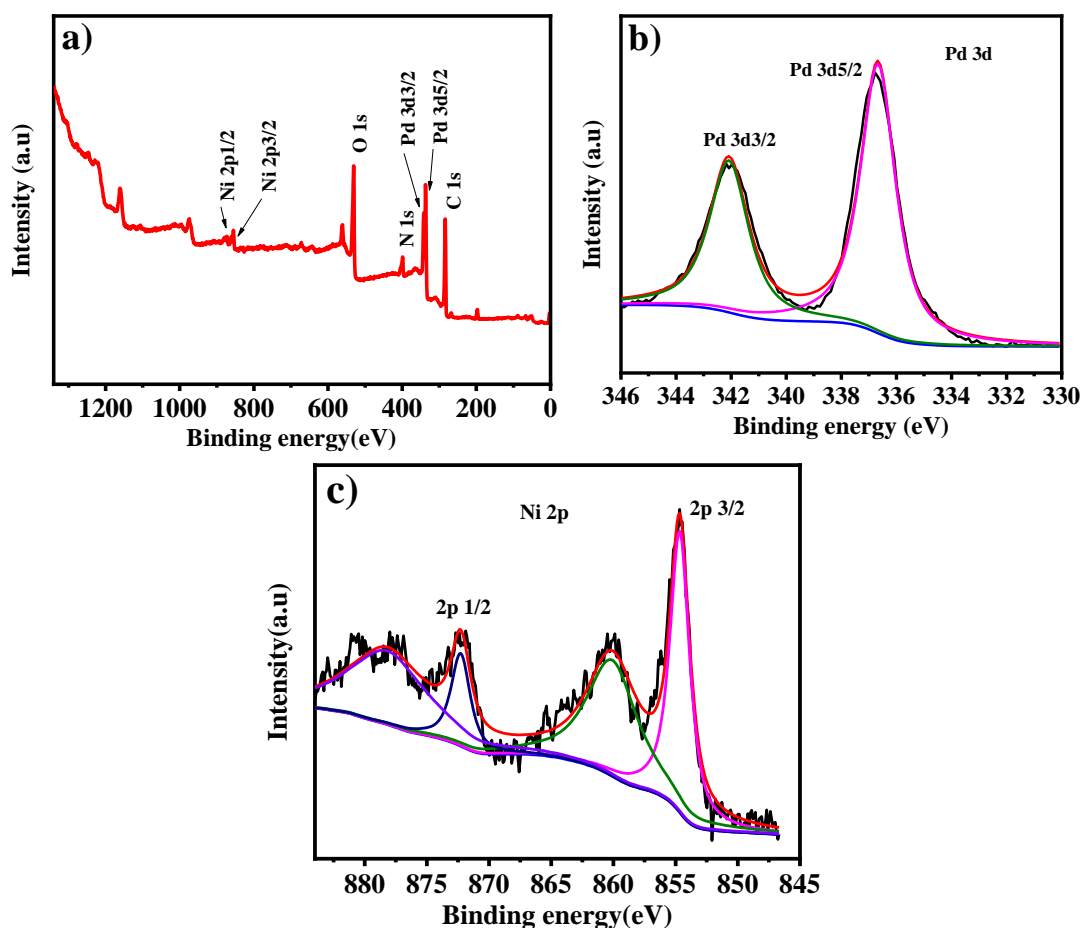 a)
Ni 2p1/2
Ni 2p3/2
O 1s
N 1s
Pd 3d3/2
Pd 3d5/2
C 1s
Intensity (a.u)
1200 1000 800 600 400 200 0
Binding energy(eV)
b)
Pd 3d
Pd 3d5/2
Pd 3d3/2
Intensity (a.u)
346 344 342 340 338 336 334 332 330
Binding energy (eV)
c)
Ni 2p
2p 3/2
2p 1/2
Intensity(a.u)
880 875 870 865 860 855 850 845
Binding energy(eV)